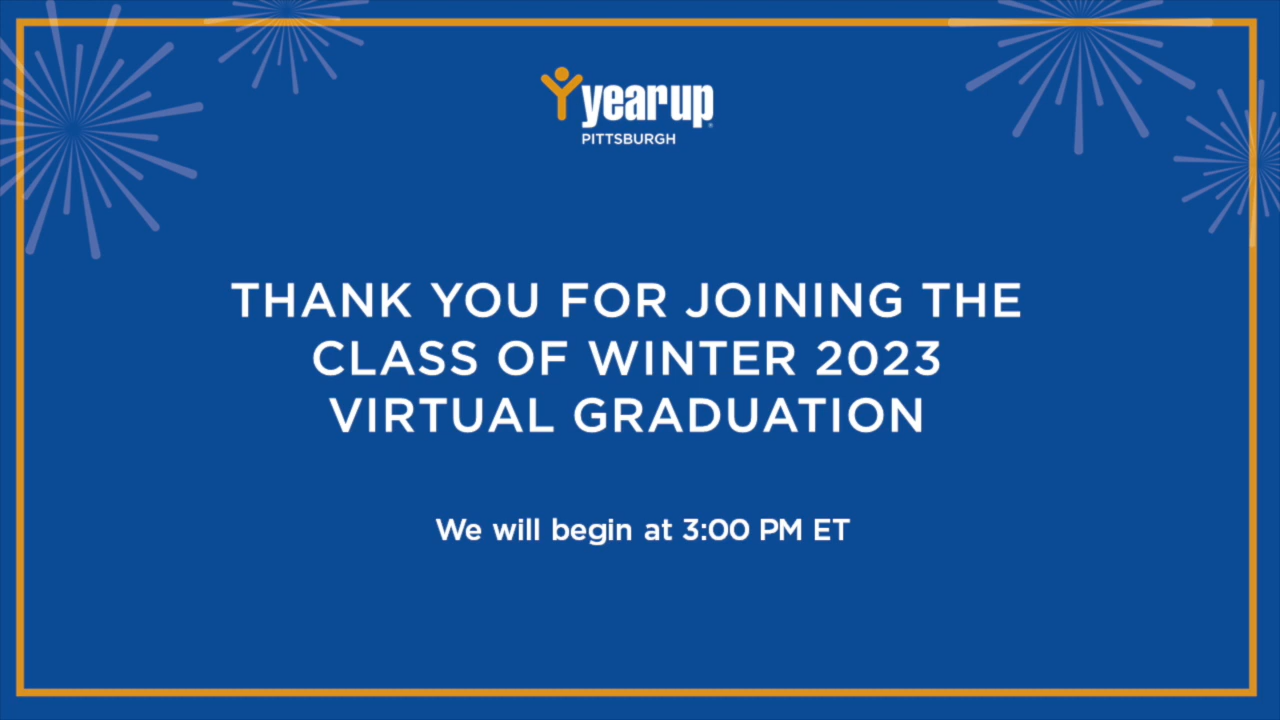 yearup
PITTSBURGH
THANK YOU FOR JOINING THE
CLASS OF WINTER 2023
VIRTUAL GRADUATION
We will begin at 3:00 PM ET